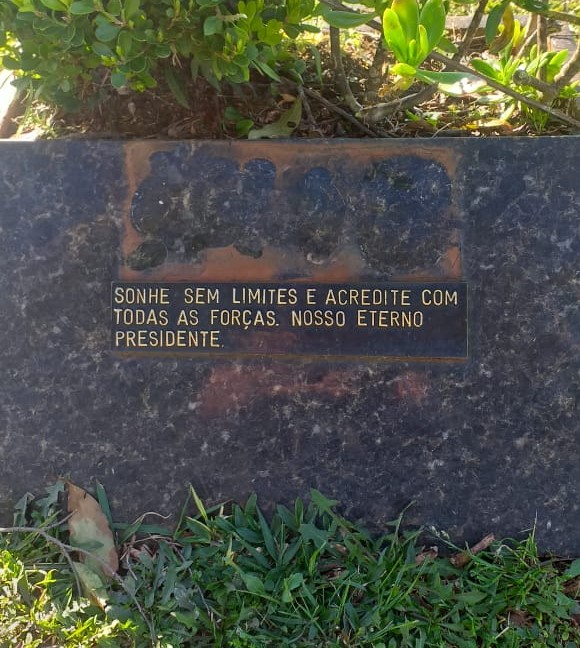 SONHE SEM LIMITES E ACREDITE COM
TODAS AS FORÇAS. NOSSO ETERNO
PRESIDENTE.